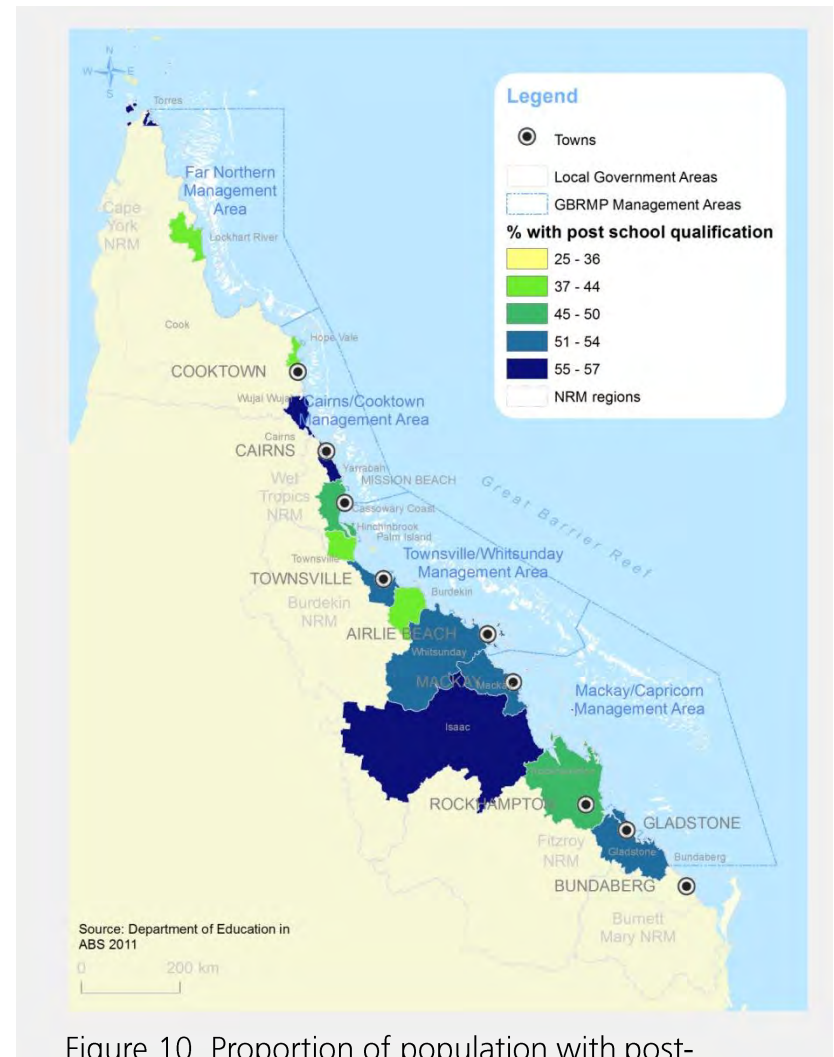 N
W E
S
Torres
Far Northern
Management
Area
Cape
York
NRM
Lockhart River
Cook
Hope Vale
COOKTOWN
Wujal Wujal
Cairns/Cooktown
Management Area
Cairns
CAIRNS
Yarrabah
MISSION BEACH
Wet
Tropics
NRM
Cassowary Coast
Hinchinbrook
Palm Island
Great Barrier Reef
Townsville
Townsville/Whitsunday
Management Area
TOWNSVILLE
Burdekin
Burdekin
NRM
AIRLIE BEACH
Whitsunday
MACKAY
Mackay
Mackay/Capricorn
Management Area
Isaac
Rockhampton
ROCKHAMPTON
GLADSTONE
Fitzroy
NRM
Gladstone
Bundaberg
BUNDABERG
Burnett
Mary NRM
Legend
Towns
Local Government Areas
GBRMP Management Areas
% with post school qualification
25 - 36
37 - 44
45 - 50
51 - 54
55 - 57
NRM regions
Source: Department of Education in
ABS 2011
0 200 km
Figure 10 Proportion of population with post-